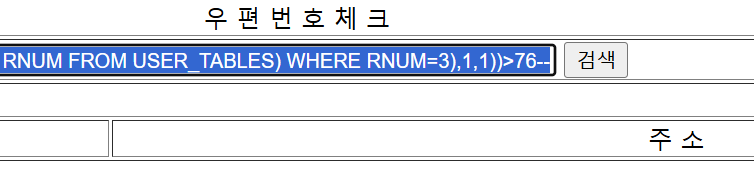 우 편 번 호 체 크
RNUM FROM USER_TABLES) WHERE RNUM=3),1,1))>76-- 검색
주 소